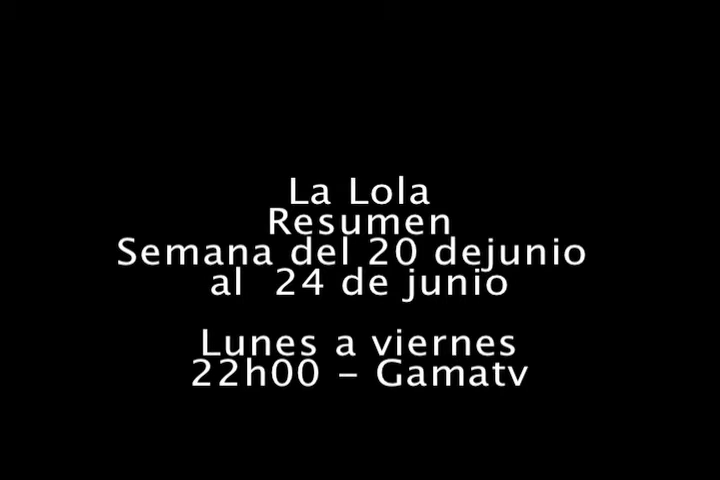 La Lola
Resumen
Semana del 20 dejunio
al 24 de junio
Lunes a viernes
22h00 – Gamatv